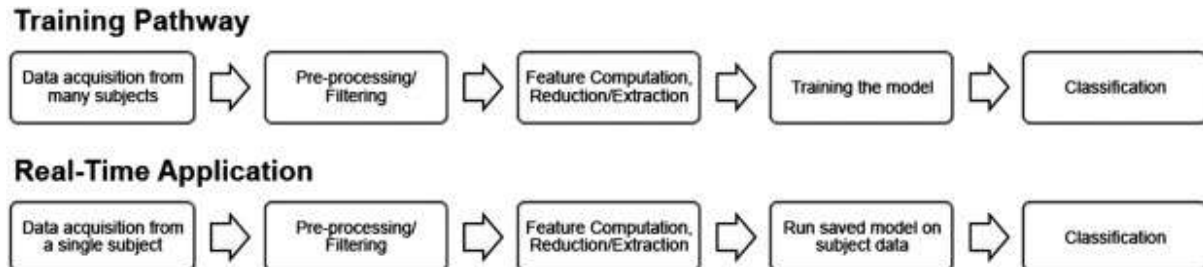 Training Pathway
Data acquisition from
many subjects
Pre-processing/
Filtering
Feature Computation,
Reduction/Extraction
Training the model
Classification
Real-Time Application
Data acquisition from
a single subject
Pre-processing/
Filtering
Feature Computation,
Reduction/Extraction
Run saved model on
subject data
Classification